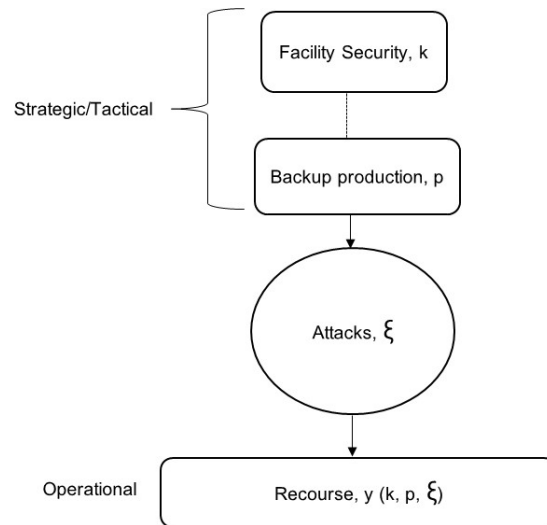 Facility Security, k
Strategic/Tactical
Backup production, p
Attacks, ξ
Operational
Recourse, y (k, p, ξ)